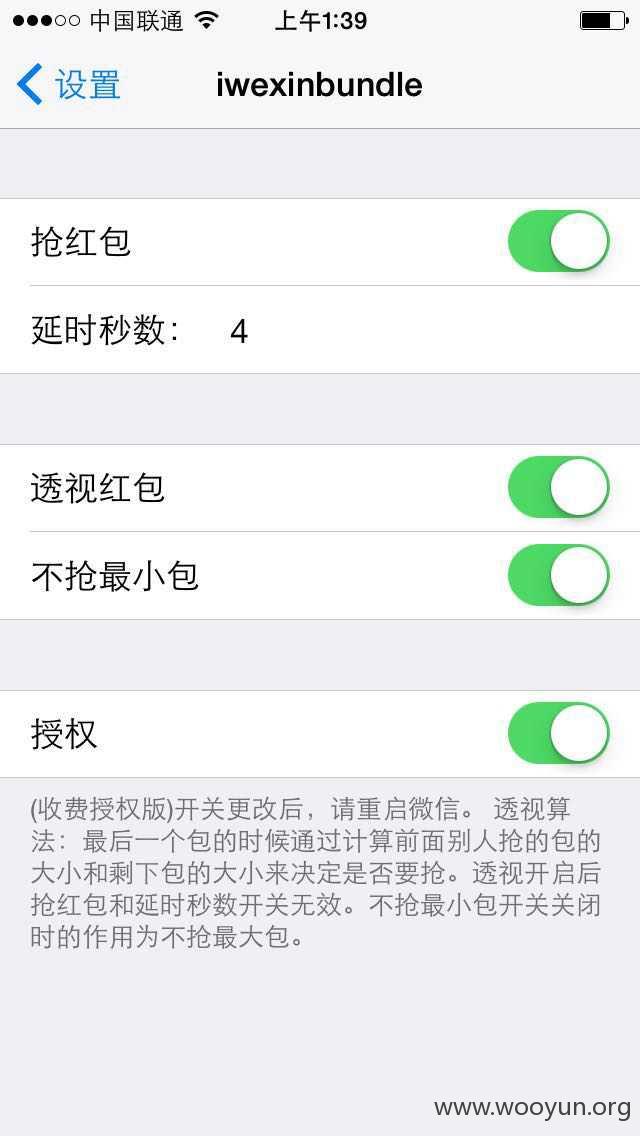 中国联通 上午1:39
设置 iwexinbundle
抢红包
延时秒数： 4
透视红包
不抢最小包
授权
(收费授权版)开关更改后，请重启微信。 透视算
法：最后一个包的时候通过计算前面别人抢的包的
大小和剩下包的大小来决定是否要抢。透视开启后
抢红包和延时秒数开关无效。不抢最小包开关关闭
时的作用为不抢最大包。
www.wooyun.org